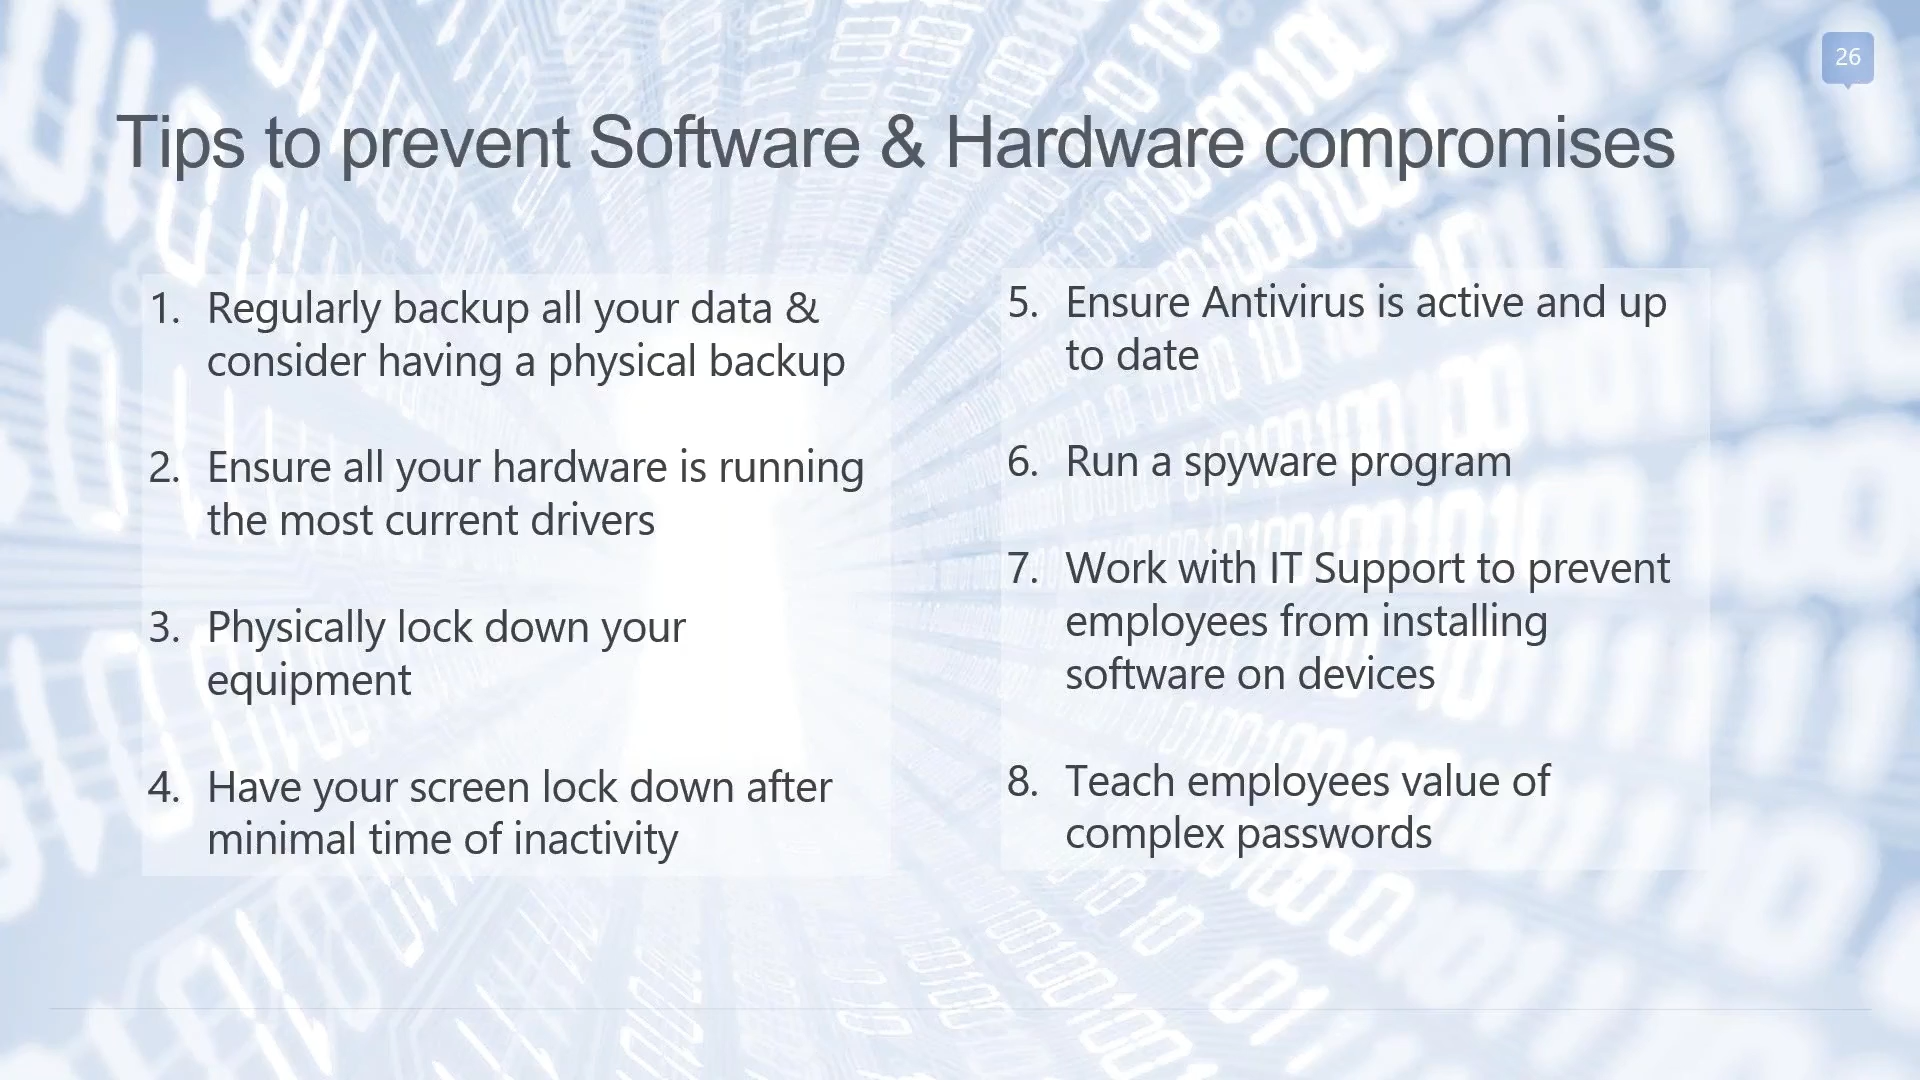 26
Tips to prevent Software & Hardware compromises
1. Regularly backup all your data &
consider having a physical backup
2. Ensure all your hardware is running
the most current drivers
3. Physically lock down your
equipment
4. Have your screen lock down after
minimal time of inactivity
5. Ensure Antivirus is active and up
to date
6. Run a spyware program
7. Work with IT Support to prevent
employees from installing
software on devices
8. Teach employees value of
complex passwords